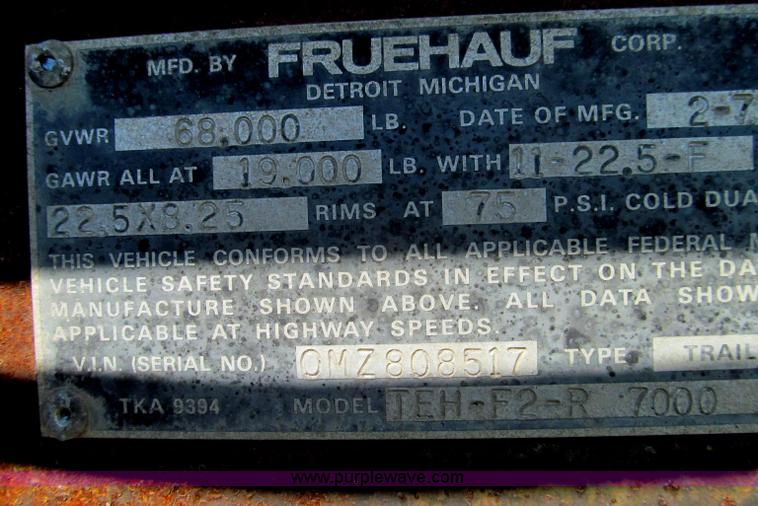 MFD. BY FRUEHAUF CORP.
DETROIT MICHIGAN
GVWR 68.000 LB. DATE OF MFG. 2-7
GAWR ALL AT 19.000 LB. WITH 11-22.5-F
22.5X8.25 RIMS AT 75 P.S.I. COLD DUA
THIS VEHICLE CONFORMS TO ALL APPLICABLE FEDERAL M
VEHICLE SAFETY STANDARDS IN EFFECT ON THE DA
MANUFACTURE SHOWN ABOVE. ALL DATA SHOW
APPLICABLE AT HIGHWAY SPEEDS.
V.I.N. (SERIAL NO.) OMZ808517 TYPE TRAIL
TKA 9394 MODEL TEH-F2-R 7000
www.purplewave.com